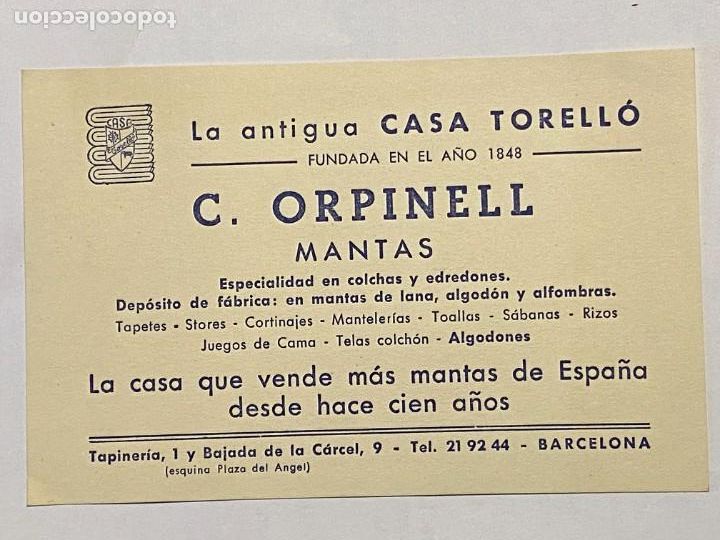 todocoleccion
CASA
La antigua CASA TORELLÓ
FUNDADA EN EL AÑO 1848
C. ORPINELL
MANTAS
Especialidad en colchas y edredones.
Depósito de fábrica: en mantas de lana, algodón y alfombras.
Tapetes - Stores - Cortinajes - Mantelerías - Toallas - Sábanas - Rizos
Juegos de Cama - Telas colchón - Algodones
La casa que vende más mantas de España
desde hace cien años
Tapinería, 1 y Bajada de la Cárcel, 9 - Tel. 21 92 44 - BARCELONA
(esquina Plaza del Angel)